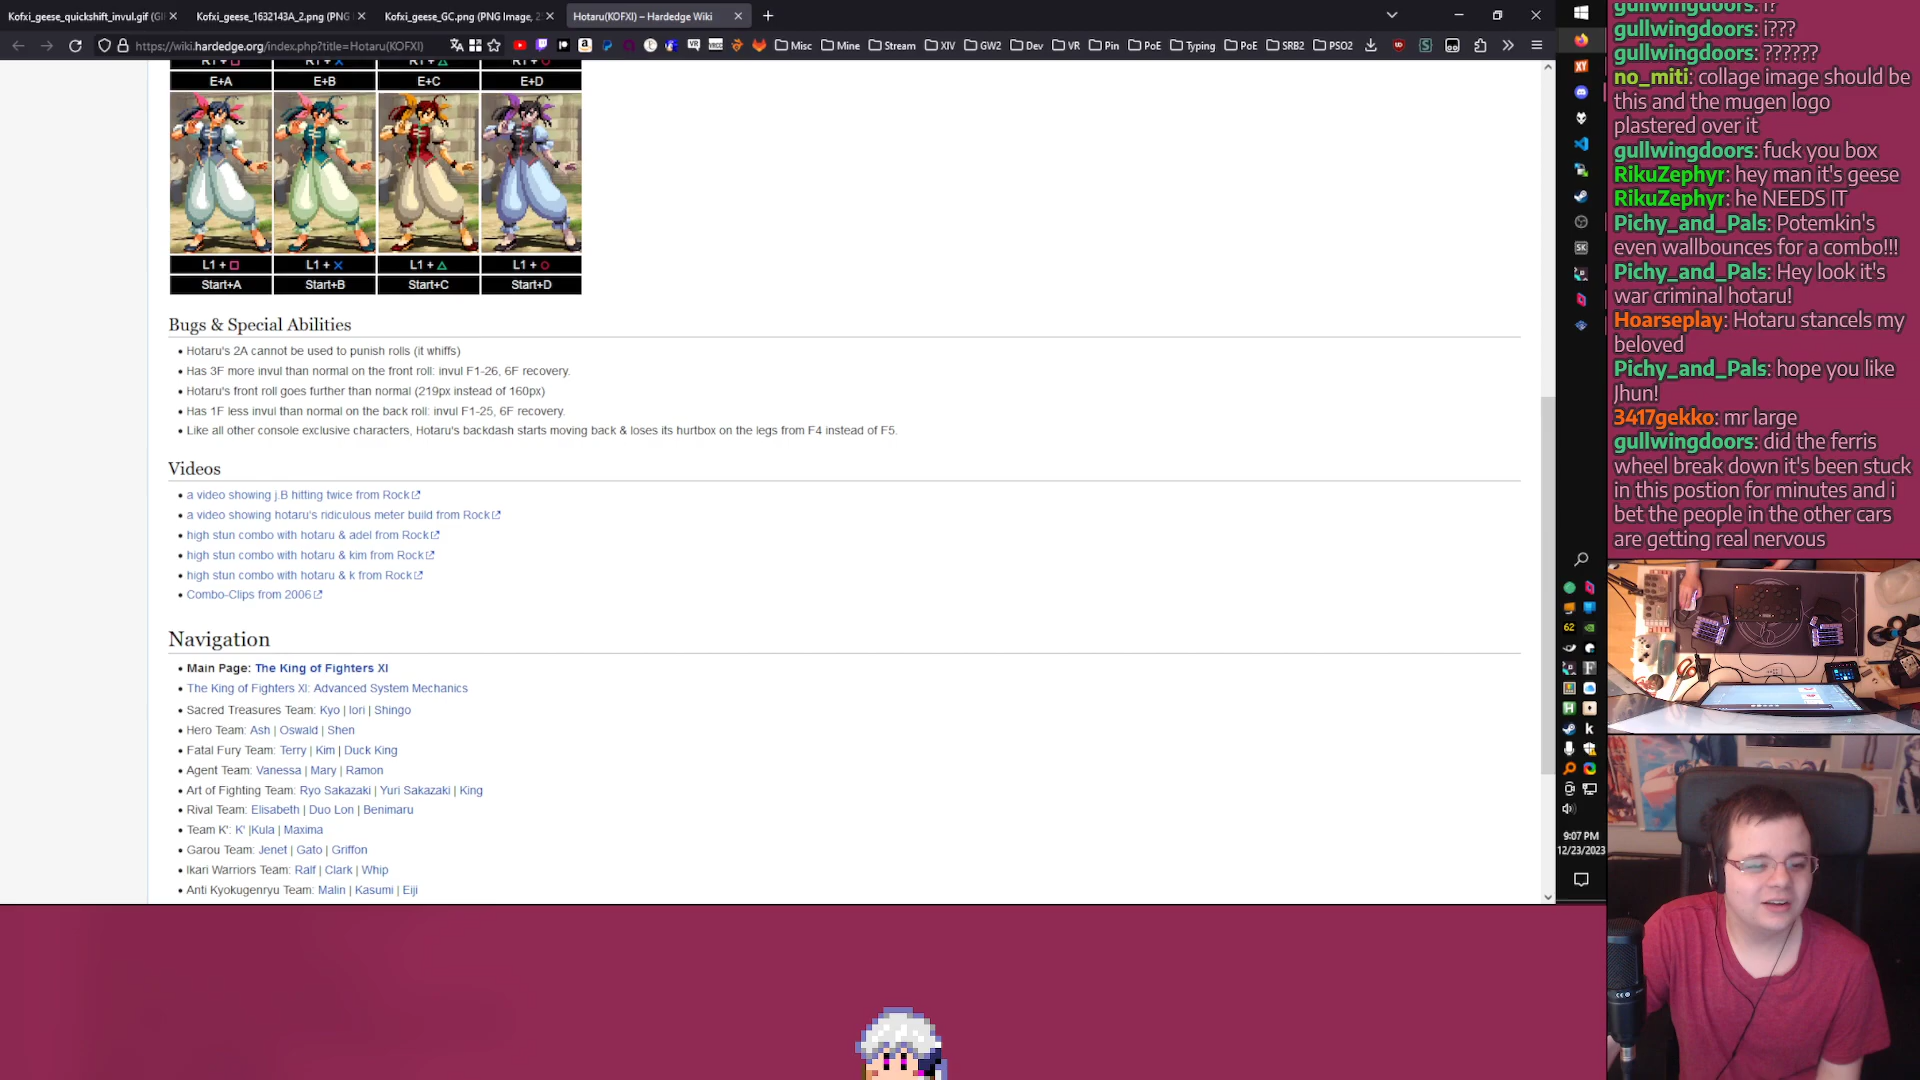 Kofxi_geese_quickshift_invul.gif (GI
Kofxi_geese_1632143A_2.png (PNG
Kofxi_geese_GC.png (PNG Image, 2
Hotaru(KOFXI) – Hardedge Wiki
https://wiki.hardedge.org/index.php?title=Hotaru(KOFXI)
Misc
Mine
Stream
XIV
GW2
Dev
VR
Pin
PoE
Typing
PoE
SRB2
PSO2
R1 + □ R1 + ✕ R1 + △ R1 + ○
E+A E+B E+C E+D
L1 + □ L1 + ✕ L1 + △ L1 + ○
Start+A Start+B Start+C Start+D
Bugs & Special Abilities
• Hotaru's 2A cannot be used to punish rolls (it whiffs)
• Has 3F more invul than normal on the front roll: invul F1-26, 6F recovery.
• Hotaru's front roll goes further than normal (219px instead of 160px)
• Has 1F less invul than normal on the back roll: invul F1-25, 6F recovery.
• Like all other console exclusive characters, Hotaru's backdash starts moving back & loses its hurtbox on the legs from F4 instead of F5.
Videos
• a video showing j.B hitting twice from Rock
• a video showing hotaru's ridiculous meter build from Rock
• high stun combo with hotaru & adel from Rock
• high stun combo with hotaru & kim from Rock
• high stun combo with hotaru & k from Rock
• Combo-Clips from 2006
Navigation
• Main Page: The King of Fighters XI
• The King of Fighters XI: Advanced System Mechanics
• Sacred Treasures Team: Kyo | Iori | Shingo
• Hero Team: Ash | Oswald | Shen
• Fatal Fury Team: Terry | Kim | Duck King
• Agent Team: Vanessa | Mary | Ramon
• Art of Fighting Team: Ryo Sakazaki | Yuri Sakazaki | King
• Rival Team: Elisabeth | Duo Lon | Benimaru
• Team K': K' |Kula | Maxima
• Garou Team: Jenet | Gato | Griffon
• Ikari Warriors Team: Ralf | Clark | Whip
• Anti Kyokugenryu Team: Malin | Kasumi | Eiji
XY
SK
62
9:07 PM
12/23/2023
gullwingdoors: i?
gullwingdoors: i???
gullwingdoors: ??????
no_miti: collage image should be
this and the mugen logo
plastered over it
gullwingdoors: fuck you box
RikuZephyr: hey man it's geese
RikuZephyr: he NEEDS IT
Pichy_and_Pals: Potemkin's
even wallbounces for a combo!!!
Pichy_and_Pals: Hey look it's
war criminal hotaru!
Hoarseplay: Hotaru stancels my
beloved
Pichy_and_Pals: hope you like
Jhun!
3417gekko: mr large
gullwingdoors: did the ferris
wheel break down it's been stuck
in this postion for minutes and i
bet the people in the other cars
are getting real nervous